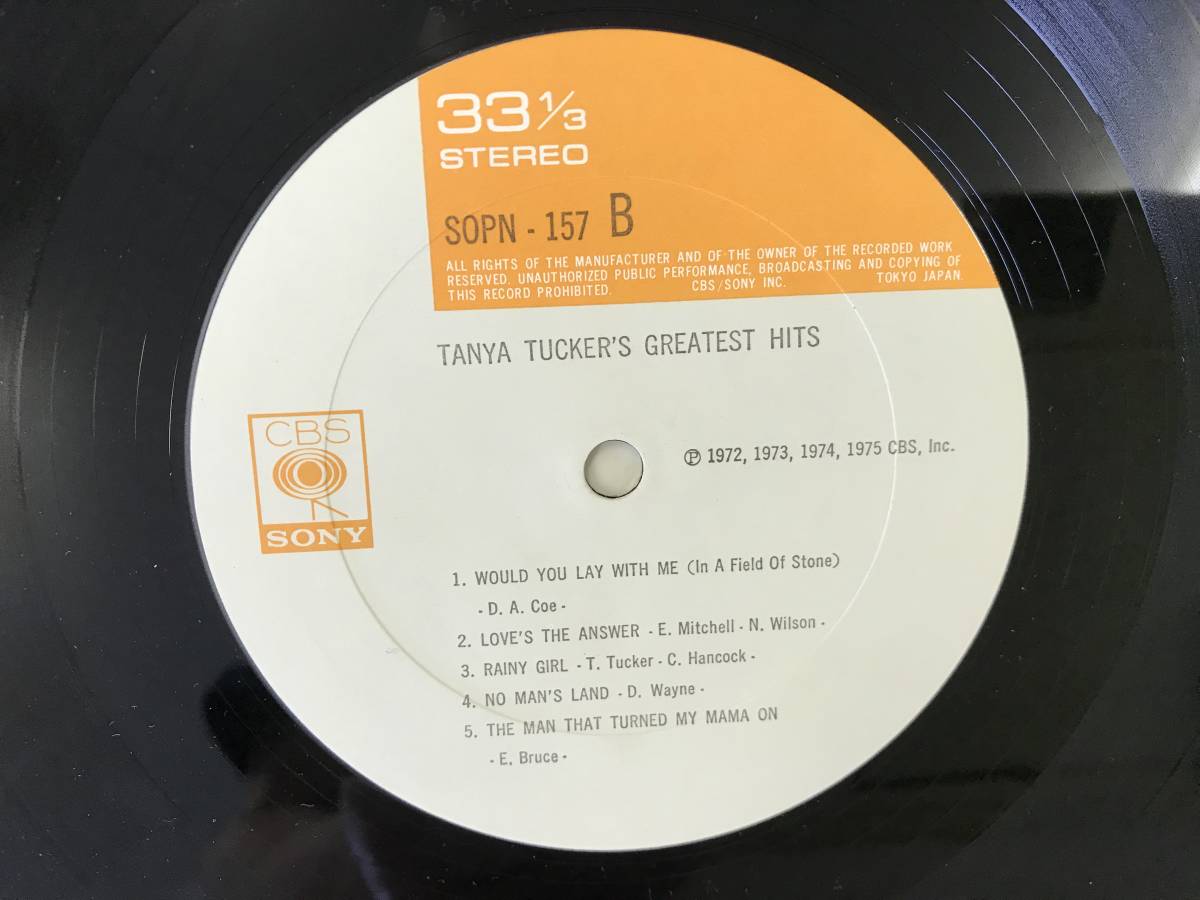 33 1/3
STEREO
SOPN - 157 B
ALL RIGHTS OF THE MANUFACTURER AND OF THE OWNER OF THE RECORDED WORK
RESERVED. UNAUTHORIZED PUBLIC PERFORMANCE, BROADCASTING AND COPYING OF
THIS RECORD PROHIBITED. CBS/SONY INC. TOKYO JAPAN.
TANYA TUCKER'S GREATEST HITS
CBS
SONY
℗ 1972, 1973, 1974, 1975 CBS, Inc.
1. WOULD YOU LAY WITH ME (In A Field Of Stone)
- D. A. Coe -
2. LOVE'S THE ANSWER - E. Mitchell - N. Wilson -
3. RAINY GIRL - T. Tucker - C. Hancock -
4. NO MAN'S LAND - D. Wayne -
5. THE MAN THAT TURNED MY MAMA ON
- E. Bruce -